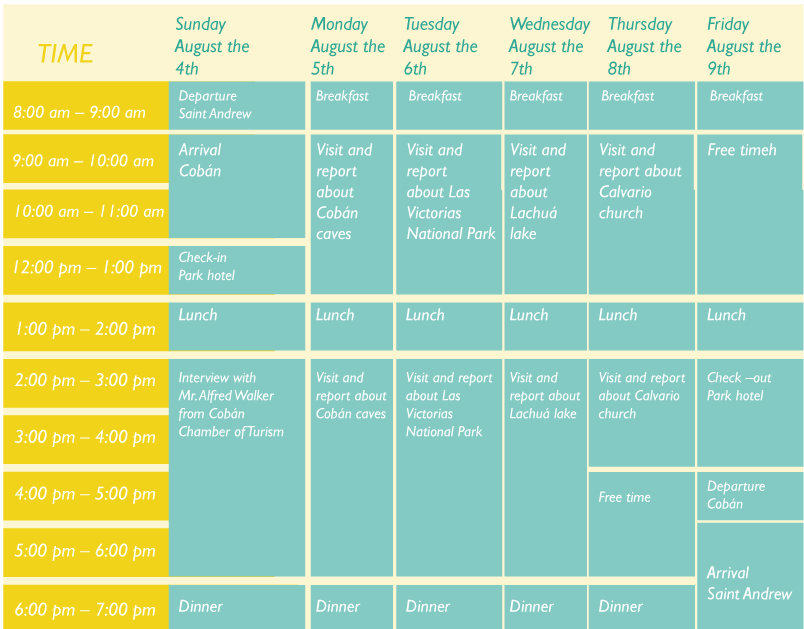 TIME
Sunday
August the
4th
Monday
August the
5th
Tuesday
August the
6th
Wednesday
August the
7th
Thursday
August the
8th
Friday
August the
9th
8:00 am – 9:00 am
Departure
Saint Andrew
Breakfast
Breakfast
Breakfast
Breakfast
Breakfast
9:00 am – 10:00 am
Arrival
Cobán
Visit and
report
about
Cobán
caves
Visit and
report
about Las
Victorias
National Park
Visit and
report
about
Lachuá
lake
Visit and
report about
Calvario
church
Free timeh
10:00 am – 11:00 am
12:00 pm – 1:00 pm
Check-in
Park hotel
1:00 pm – 2:00 pm
Lunch
Lunch
Lunch
Lunch
Lunch
Lunch
2:00 pm – 3:00 pm
Interview with
Mr. Alfred Walker
from Cobán
Chamber of Turism
Visit and
report about
Cobán caves
Visit and report
about Las
Victorias
National Park
Visit and
report about
Lachuá lake
Visit and report
about Calvario
church
Check –out
Park hotel
3:00 pm – 4:00 pm
4:00 pm – 5:00 pm
Free time
Departure
Cobán
5:00 pm – 6:00 pm
Arrival
Saint Andrew
6:00 pm – 7:00 pm
Dinner
Dinner
Dinner
Dinner
Dinner